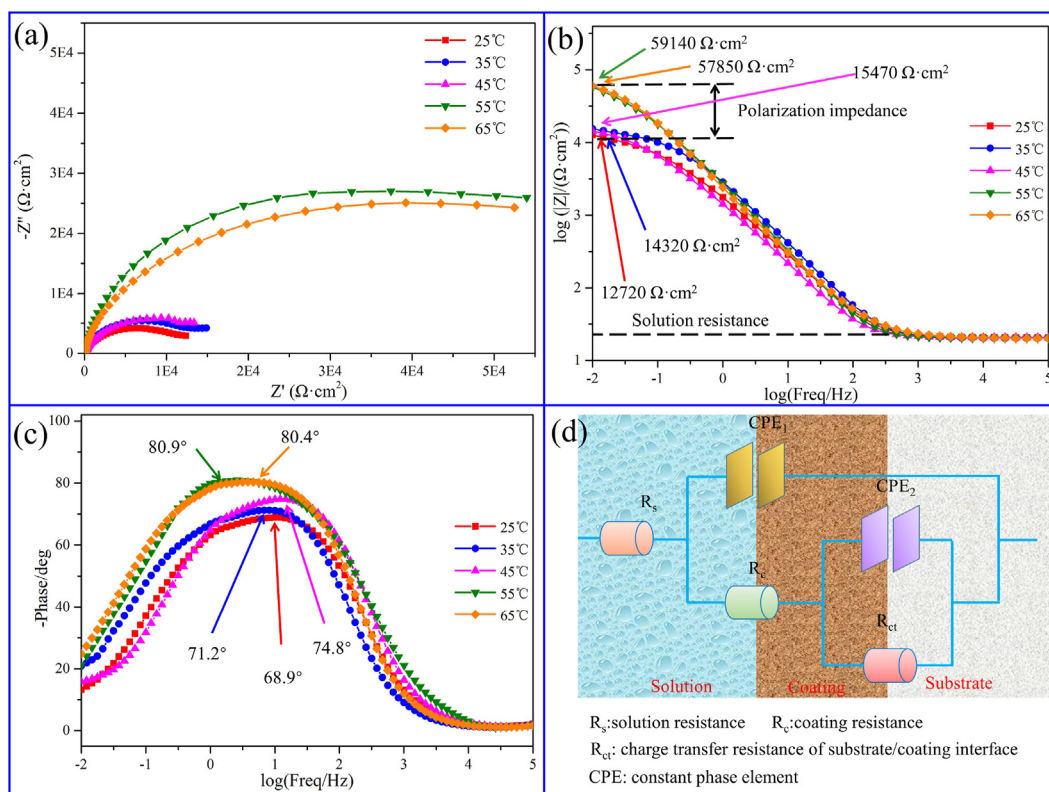 (a)
25℃
35℃
45℃
55℃
65℃
5E4
4E4
3E4
2E4
1E4
0
-Z'' (Ω·cm²)
0
1E4
2E4
3E4
4E4
5E4
Z' (Ω·cm²)
(b)
59140 Ω·cm²
57850 Ω·cm²
15470 Ω·cm²
Polarization impedance
25℃
35℃
45℃
55℃
65℃
14320 Ω·cm²
12720 Ω·cm²
Solution resistance
5
4
3
2
1
log (|Z|/(Ω·cm²))
-2
-1
0
1
2
3
4
5
log(Freq/Hz)
(c)
80.9°
80.4°
25℃
35℃
45℃
55℃
65℃
71.2°
74.8°
68.9°
100
80
60
40
20
0
-Phase/deg
-2
-1
0
1
2
3
4
5
log(Freq/Hz)
(d)
CPE₁
CPE₂
Rₛ
R꜀
R_ct
Solution
Coating
Substrate
Rₛ:solution resistance R꜀:coating resistance
R_ct: charge transfer resistance of substrate/coating interface
CPE: constant phase element